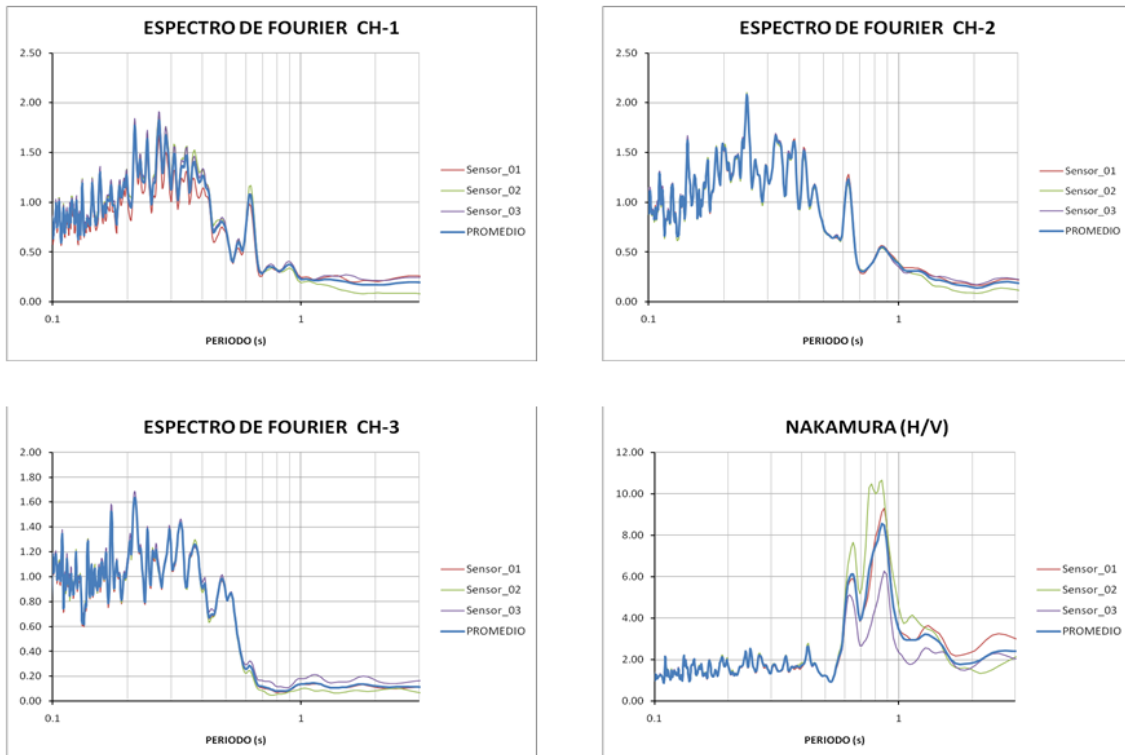 ESPECTRO DE FOURIER CH-1
2.50
2.00
1.50
1.00
0.50
0.00
0.1
1
PERIODO (s)
Sensor_01
Sensor_02
Sensor_03
PROMEDIO
ESPECTRO DE FOURIER CH-2
2.50
2.00
1.50
1.00
0.50
0.00
0.1
1
PERIODO (s)
Sensor_01
Sensor_02
Sensor_03
PROMEDIO
ESPECTRO DE FOURIER CH-3
2.00
1.80
1.60
1.40
1.20
1.00
0.80
0.60
0.40
0.20
0.00
0.1
1
PERIODO (s)
Sensor_01
Sensor_02
Sensor_03
PROMEDIO
NAKAMURA (H/V)
12.00
10.00
8.00
6.00
4.00
2.00
0.00
0.1
1
PERIODO (s)
Sensor_01
Sensor_02
Sensor_03
PROMEDIO